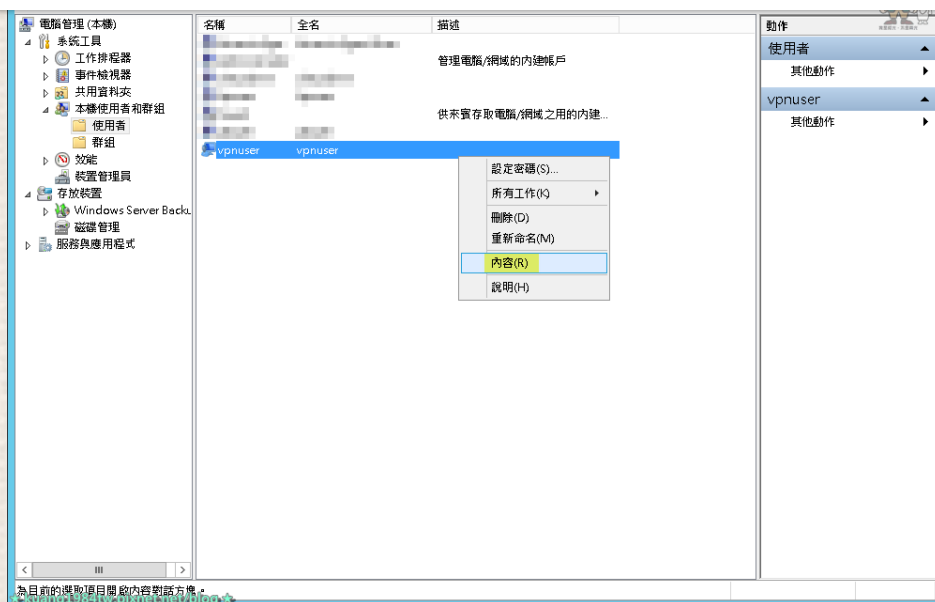 電腦管理 (本機)
系統工具
工作排程器
事件檢視器
共用資料夾
本機使用者和群組
使用者
群組
效能
裝置管理員
存放裝置
Windows Server Backu
磁碟管理
服務與應用程式
名稱
全名
描述
管理電腦/網域的內建帳戶
供來賓存取電腦/網域之用的內建...
vpnuser
vpnuser
設定密碼(S)...
所有工作(K)
刪除(D)
重新命名(M)
內容(R)
說明(H)
動作
使用者
其他動作
vpnuser
其他動作
為目前的選取項目開啟內容對話方塊。
kuang1984tw.pixnet.net/blog